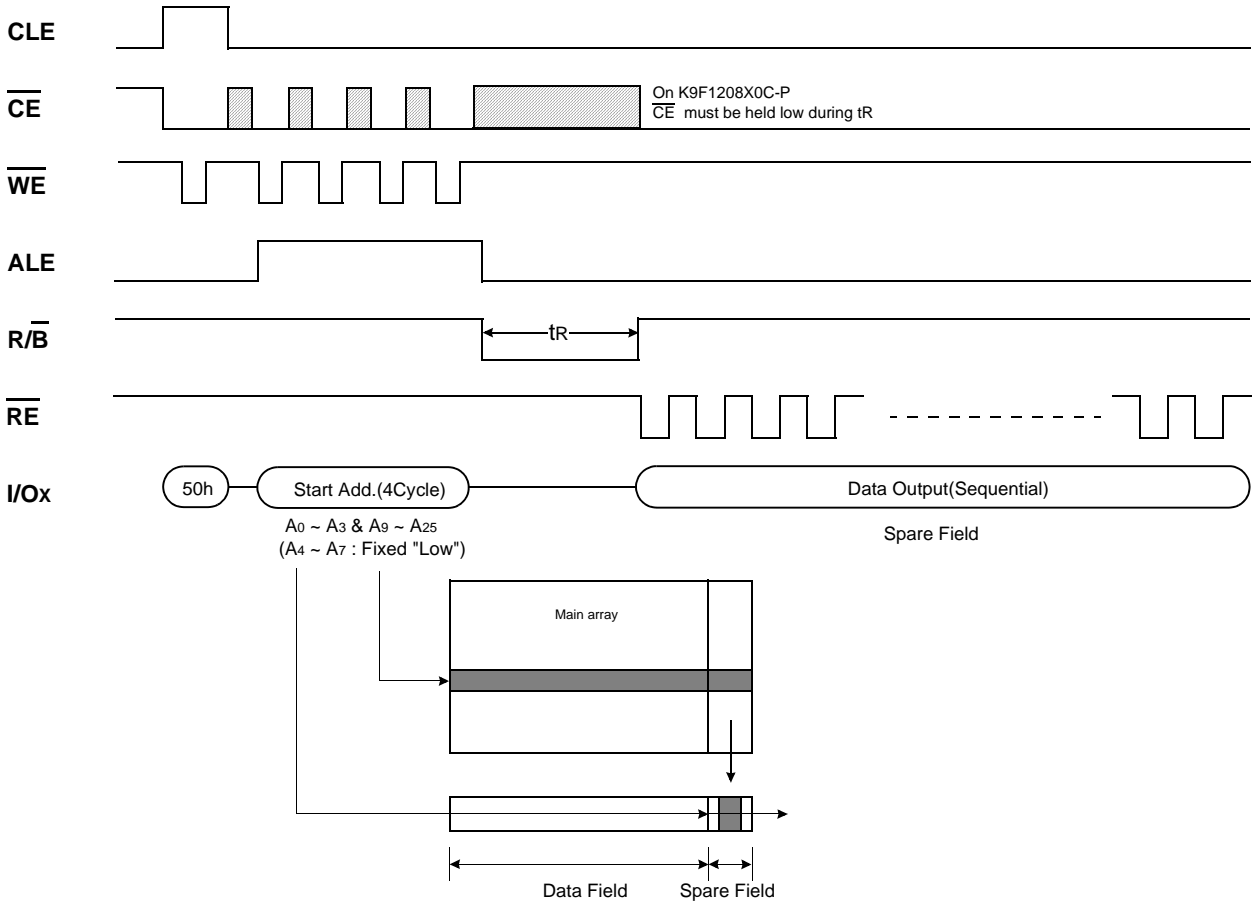 CLE
CE
On K9F1208X0C-P
CE must be held low during tR
WE
ALE
R/B
tR
RE
I/Ox
50h
Start Add.(4Cycle)
Data Output(Sequential)
A0 ~ A3 & A9 ~ A25
(A4 ~ A7 : Fixed "Low")
Spare Field
Main array
Data Field
Spare Field